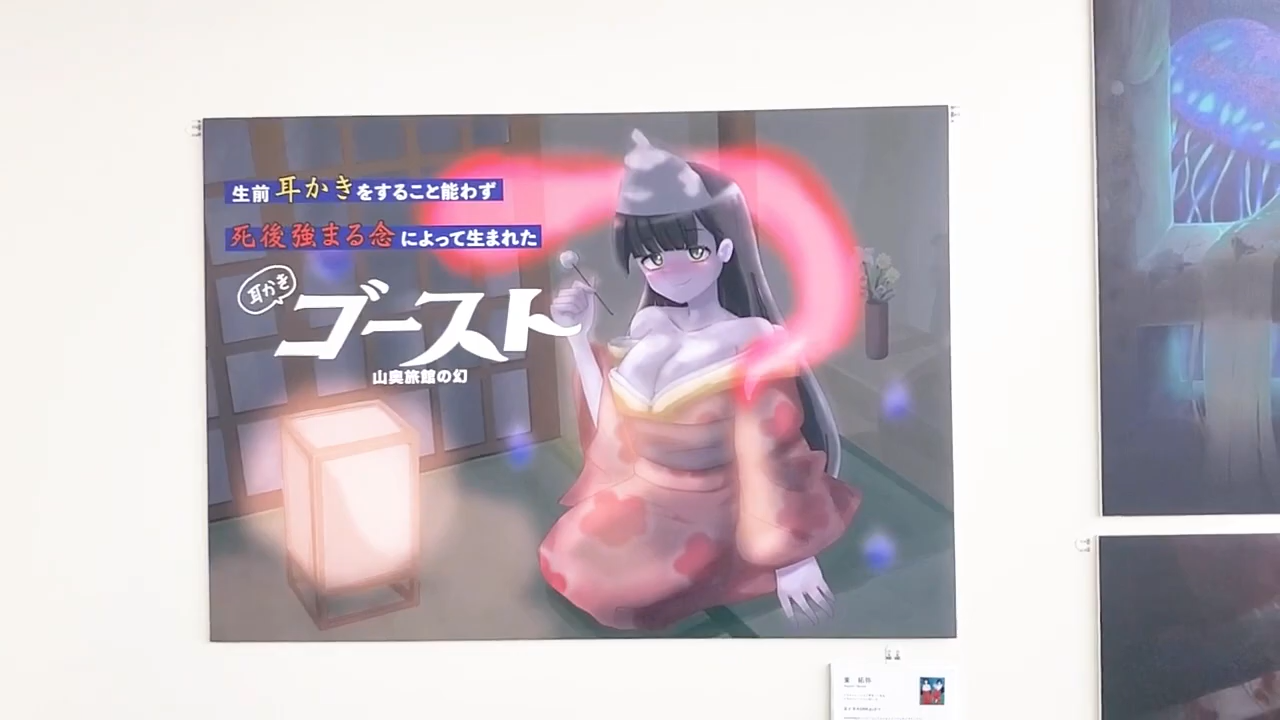 生前耳かきをすること能わず
死後強まる念によって生まれた
耳かき
ゴースト
山奥旅館の幻